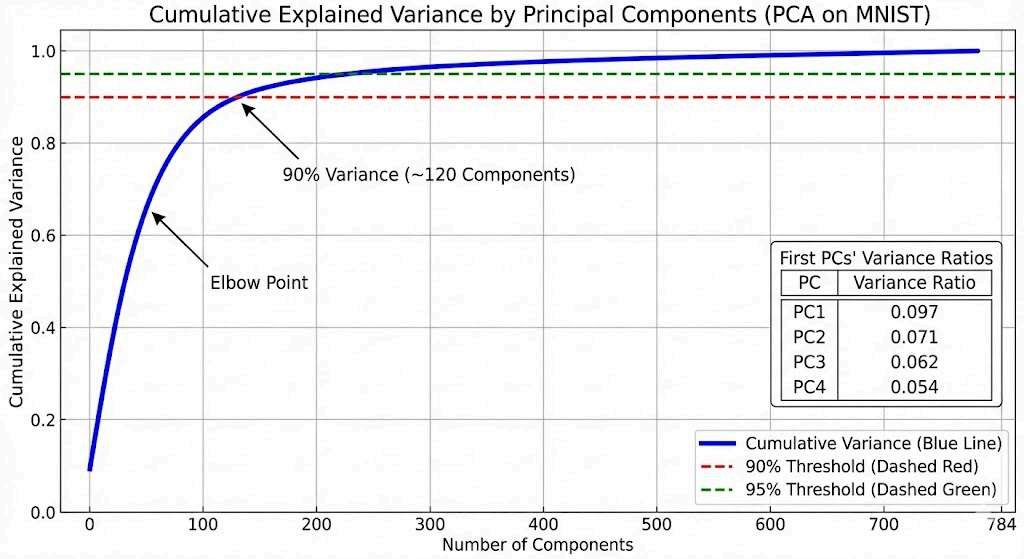 Cumulative Explained Variance by Principal Components (PCA on MNIST)
Cumulative Explained Variance
1.0
0.8
0.6
0.4
0.2
0.0
90% Variance (~120 Components)
Elbow Point
First PCs' Variance Ratios
PC Variance Ratio
PC1 0.097
PC2 0.071
PC3 0.062
PC4 0.054
Cumulative Variance (Blue Line)
90% Threshold (Dashed Red)
95% Threshold (Dashed Green)
0 100 200 300 400 500 600 700 784
Number of Components